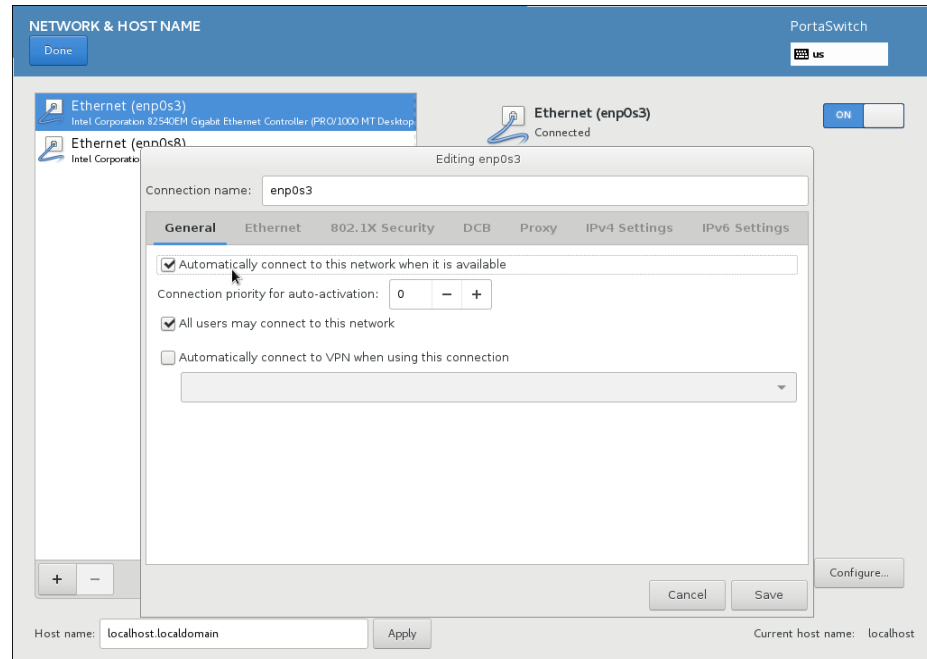 NETWORK & HOST NAME
PortaSwitch
Done
us
Ethernet (enp0s3)
Intel Corporation 82540EM Gigabit Ethernet Controller (PRO/1000 MT Desktop
Ethernet (enp0s3)
Connected
ON
Ethernet (enp0s8)
Intel Corporatio
Editing enp0s3
Connection name: enp0s3
General Ethernet 802.1X Security DCB Proxy IPv4 Settings IPv6 Settings
Automatically connect to this network when it is available
Connection priority for auto-activation: 0 − +
All users may connect to this network
Automatically connect to VPN when using this connection
+ −
Configure...
Cancel Save
Host name: localhost.localdomain Apply Current host name: localhost